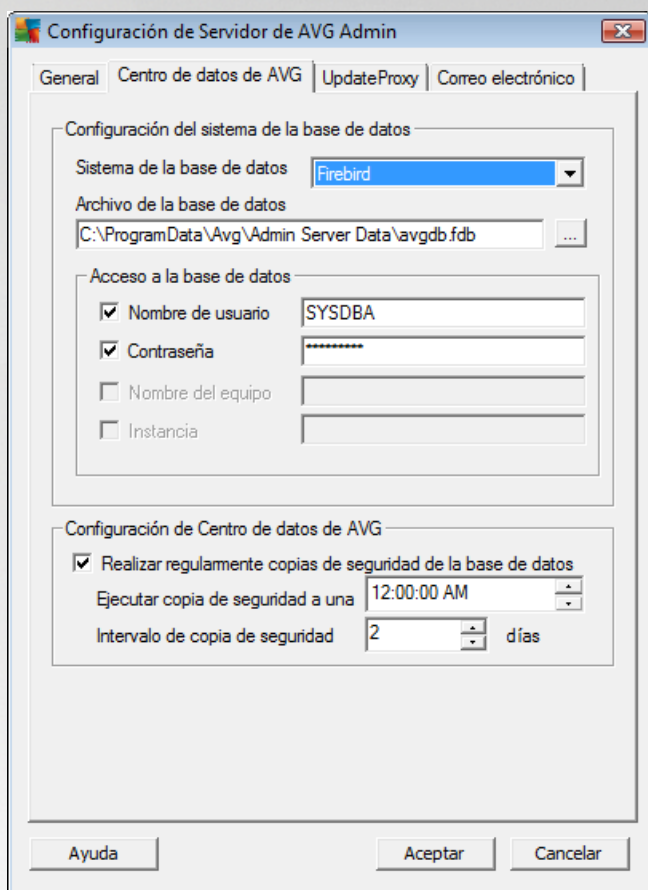 Configuración de Servidor de AVG Admin
General
Centro de datos de AVG
UpdateProxy
Correo electrónico
Configuración del sistema de la base de datos
Sistema de la base de datos
Firebird
Archivo de la base de datos
C:\ProgramData\Avg\Admin Server Data\avgdb.fdb
...
Acceso a la base de datos
Nombre de usuario
SYSDBA
Contraseña
*********
Nombre del equipo
Instancia
Configuración de Centro de datos de AVG
Realizar regularmente copias de seguridad de la base de datos
Ejecutar copia de seguridad a una
12:00:00 AM
Intervalo de copia de seguridad
2
días
Ayuda
Aceptar
Cancelar